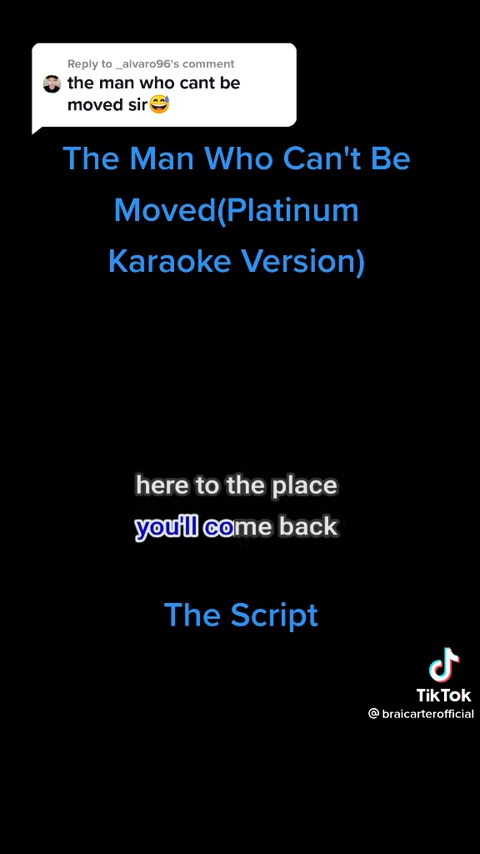 Reply to _alvaro96's comment
the man who cant be
moved sir😅
The Man Who Can't Be
Moved(Platinum
Karaoke Version)
here to the place
you'll come back
The Script
TikTok
@braicarterofficial